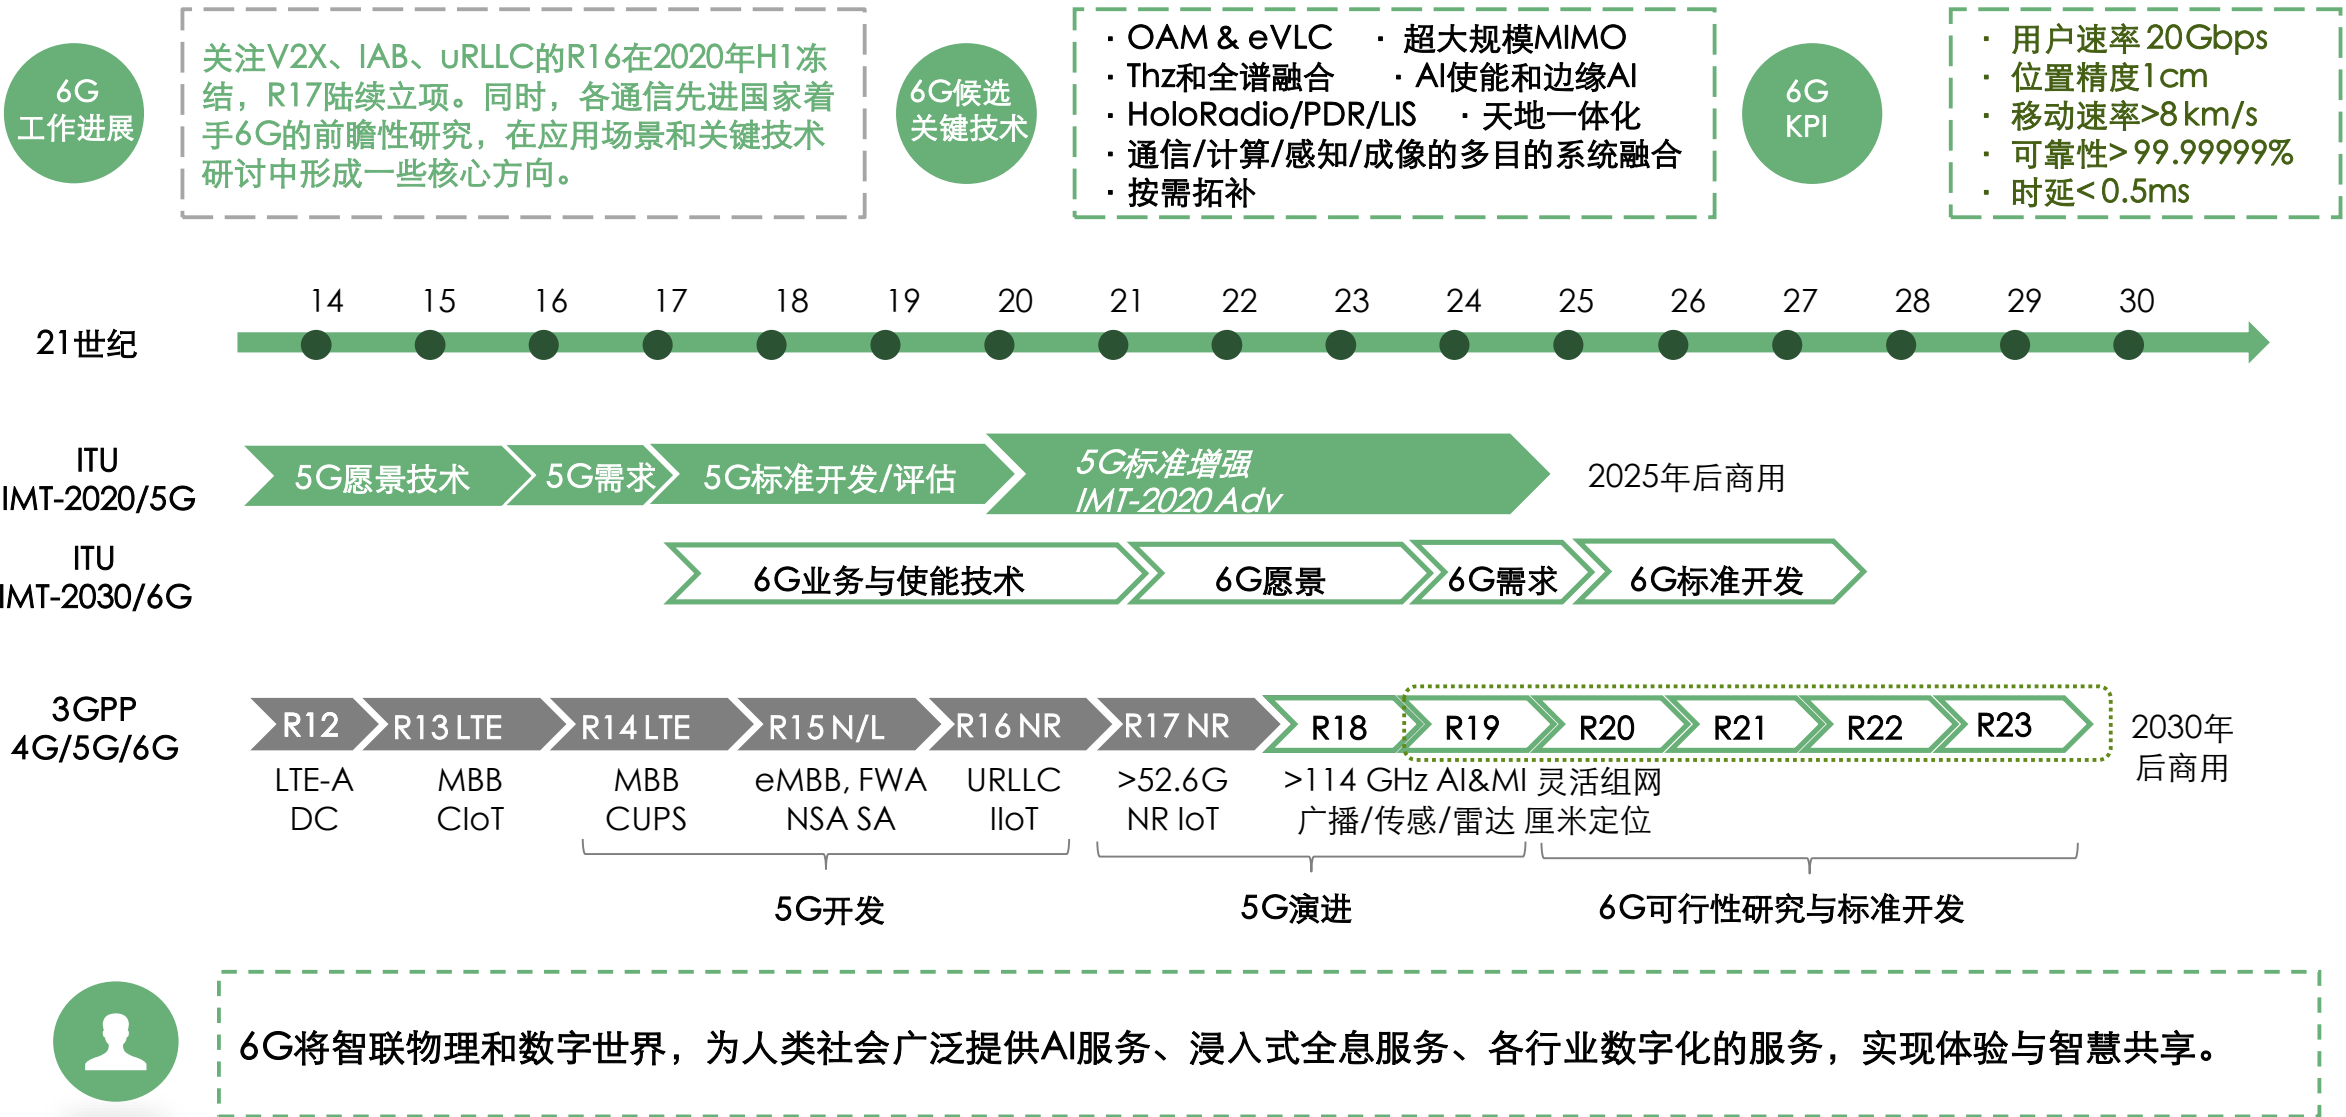 6G
工作进展
关注V2X、IAB、uRLLC的R16在2020年H1冻
结，R17陆续立项。同时，各通信先进国家着
手6G的前瞻性研究，在应用场景和关键技术
研讨中形成一些核心方向。
6G候选
关键技术
· OAM & eVLC · 超大规模MIMO
· Thz和全谱融合 · AI使能和边缘AI
· HoloRadio/PDR/LIS · 天地一体化
· 通信/计算/感知/成像的多目的系统融合
· 按需拓补
6G
KPI
· 用户速率 20Gbps
· 位置精度1cm
· 移动速率>8 km/s
· 可靠性> 99.99999%
· 时延< 0.5ms
21世纪
14 15 16 17 18 19 20 21 22 23 24 25 26 27 28 29 30
ITU
IMT-2020/5G
5G愿景技术
5G需求
5G标准开发/评估
5G标准增强
IMT-2020 Adv
2025年后商用
ITU
IMT-2030/6G
6G业务与使能技术
6G愿景
6G需求
6G标准开发
3GPP
4G/5G/6G
R12
R13 LTE
R14 LTE
R15 N/L
R16 NR
R17 NR
R18
R19
R20
R21
R22
R23
2030年
后商用
LTE-A
DC
MBB
CIoT
MBB
CUPS
eMBB, FWA
NSA SA
URLLC
IIoT
>52.6G
NR IoT
>114 GHz AI&MI 灵活组网
广播/传感/雷达 厘米定位
5G开发
5G演进
6G可行性研究与标准开发
6G将智联物理和数字世界，为人类社会广泛提供AI服务、浸入式全息服务、各行业数字化的服务，实现体验与智慧共享。